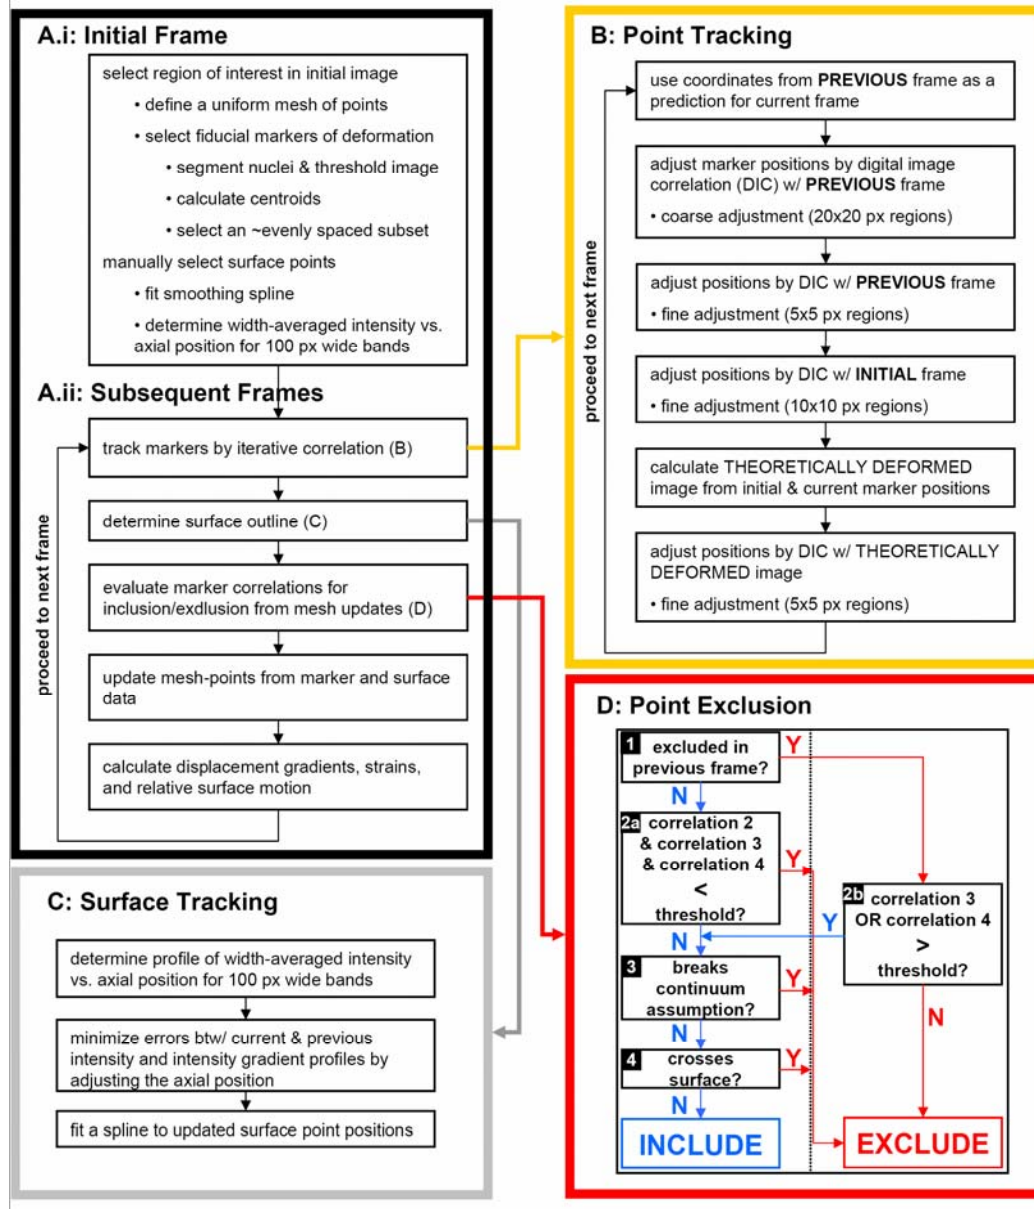 A.i: Initial Frame
select region of interest in initial image
• define a uniform mesh of points
• select fiducial markers of deformation
• segment nuclei & threshold image
• calculate centroids
• select an ~evenly spaced subset
manually select surface points
• fit smoothing spline
• determine width-averaged intensity vs.
axial position for 100 px wide bands
A.ii: Subsequent Frames
track markers by iterative correlation (B)
determine surface outline (C)
evaluate marker correlations for
inclusion/exdlusion from mesh updates (D)
update mesh-points from marker and surface
data
calculate displacement gradients, strains,
and relative surface motion
proceed to next frame
B: Point Tracking
use coordinates from PREVIOUS frame as a
prediction for current frame
adjust marker positions by digital image
correlation (DIC) w/ PREVIOUS frame
• coarse adjustment (20x20 px regions)
adjust positions by DIC w/ PREVIOUS frame
• fine adjustment (5x5 px regions)
adjust positions by DIC w/ INITIAL frame
• fine adjustment (10x10 px regions)
calculate THEORETICALLY DEFORMED
image from initial & current marker positions
adjust positions by DIC w/ THEORETICALLY
DEFORMED image
• fine adjustment (5x5 px regions)
proceed to next frame
C: Surface Tracking
determine profile of width-averaged intensity
vs. axial position for 100 px wide bands
minimize errors btw/ current & previous
intensity and intensity gradient profiles by
adjusting the axial position
fit a spline to updated surface point positions
D: Point Exclusion
1 excluded in
previous frame?
Y
N
2a correlation 2
& correlation 3
& correlation 4
<
threshold?
Y
N
2b correlation 3
OR correlation 4
>
threshold?
Y
N
3 breaks
continuum
assumption?
Y
N
4 crosses
surface?
Y
N
INCLUDE
EXCLUDE